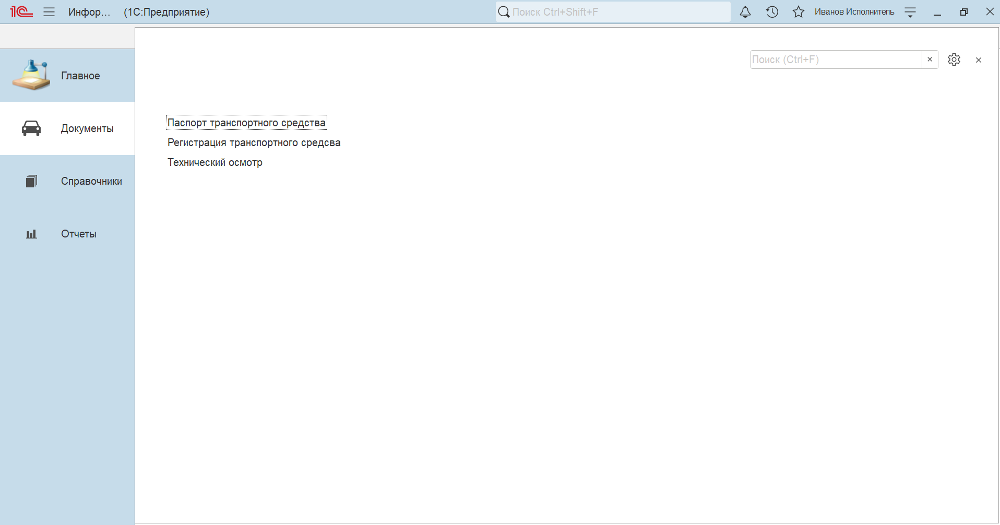 1С Инфор... (1С:Предприятие) Поиск Ctrl+Shift+F Иванов Исполнитель
Поиск (Ctrl+F)
Главное
Документы
Справочники
Отчеты
Паспорт транспортного средства
Регистрация транспортного средсва
Технический осмотр